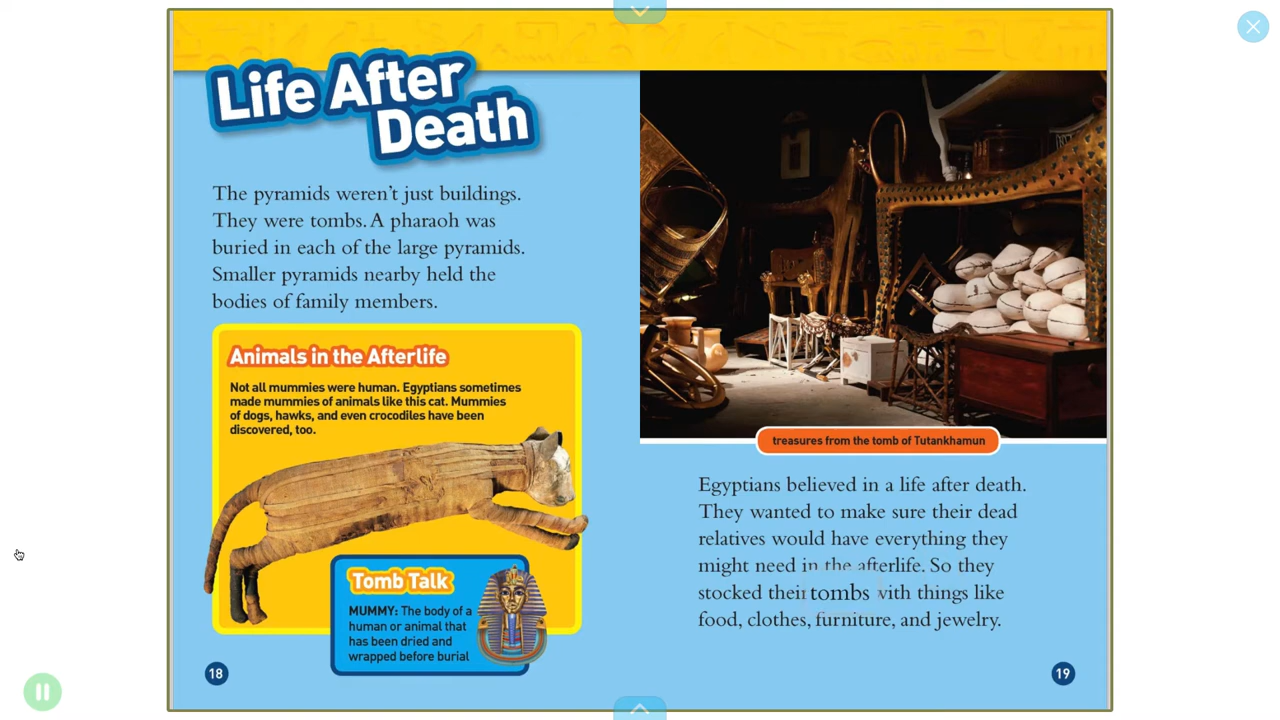 Life After
Death
The pyramids weren't just buildings.
They were tombs. A pharaoh was
buried in each of the large pyramids.
Smaller pyramids nearby held the
bodies of family members.
Animals in the Afterlife
Not all mummies were human. Egyptians sometimes
made mummies of animals like this cat. Mummies
of dogs, hawks, and even crocodiles have been
discovered, too.
Tomb Talk
MUMMY: The body of a
human or animal that
has been dried and
wrapped before burial
18
treasures from the tomb of Tutankhamun
Egyptians believed in a life after death.
They wanted to make sure their dead
relatives would have everything they
might need in the afterlife. So they
stocked their tombs with things like
food, clothes, furniture, and jewelry.
19